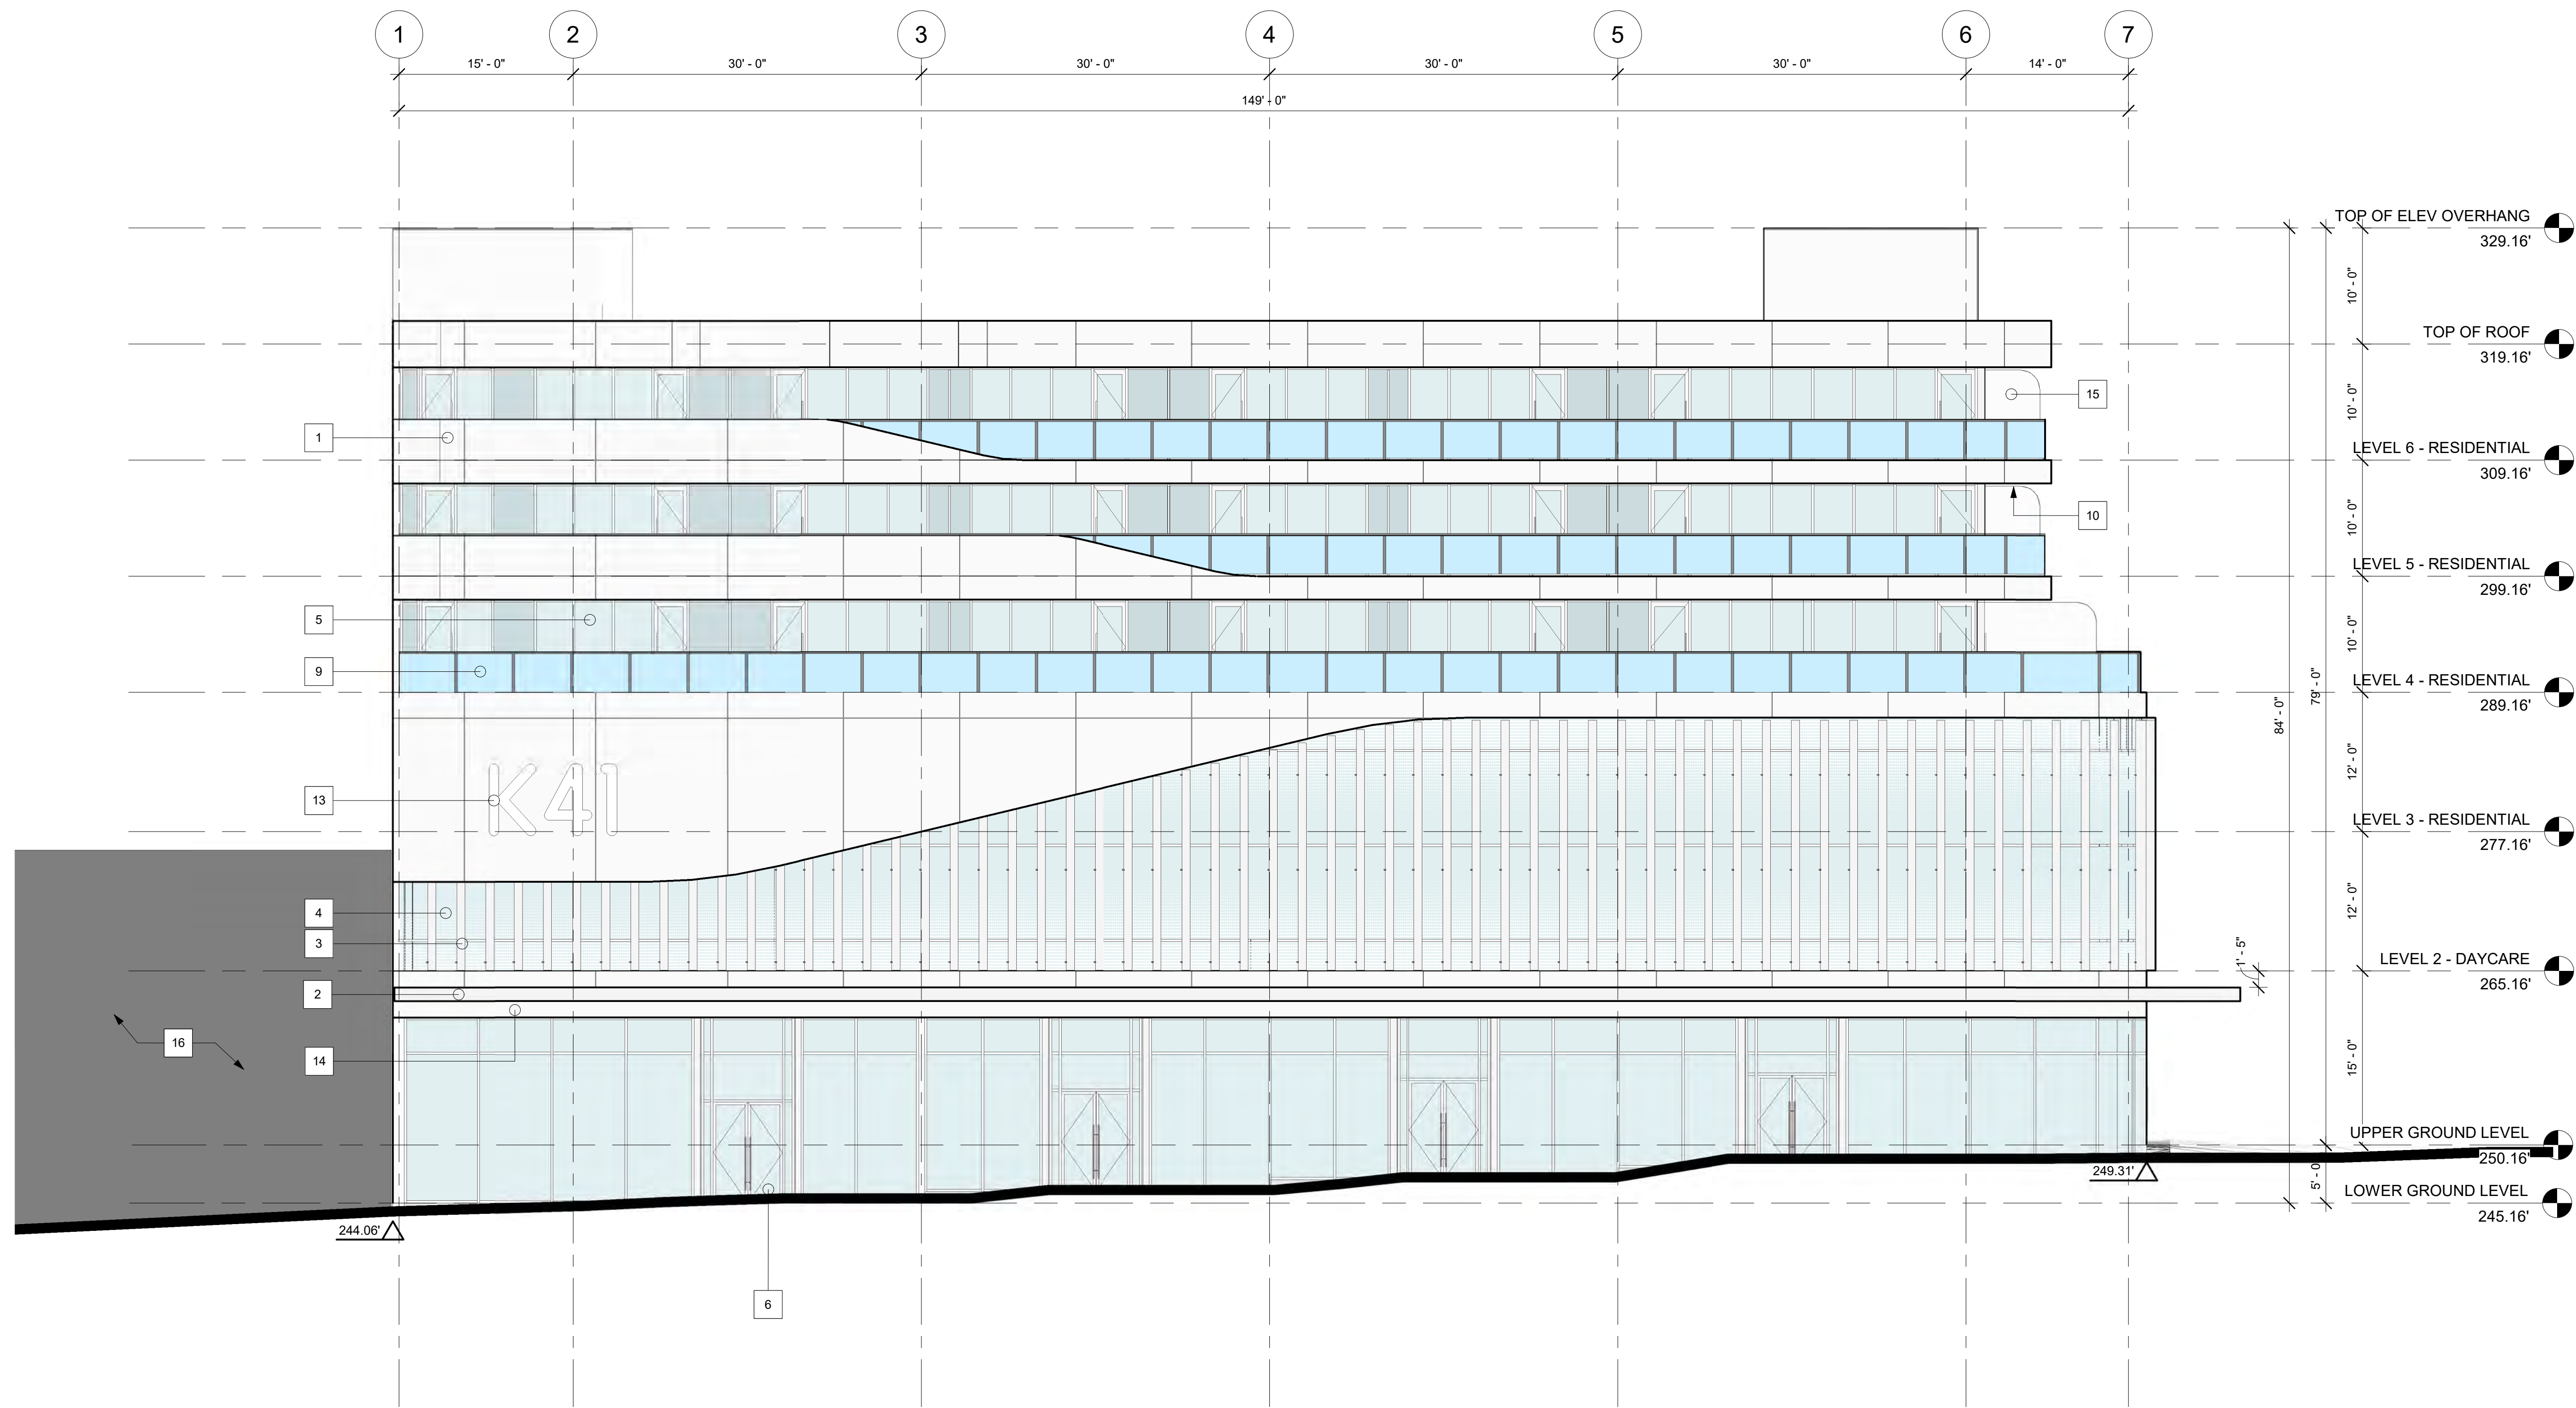 1 2 3 4 5 6 7
15' - 0" 30' - 0" 30' - 0" 30' - 0" 30' - 0" 14' - 0"
149' - 0"
TOP OF ELEV OVERHANG
329.16'
10' - 0"
TOP OF ROOF
319.16'
10' - 0"
15
1
LEVEL 6 - RESIDENTIAL
309.16'
10' - 0"
10
LEVEL 5 - RESIDENTIAL
299.16'
5
10' - 0"
9
LEVEL 4 - RESIDENTIAL
289.16'
84' - 0"
79' - 0"
12' - 0"
K41
13
LEVEL 3 - RESIDENTIAL
277.16'
12' - 0"
4
3
1' - 5"
LEVEL 2 - DAYCARE
265.16'
2
16
14
15' - 0"
UPPER GROUND LEVEL
250.16'
249.31'
5' - 0
LOWER GROUND LEVEL
245.16'
244.06'
6